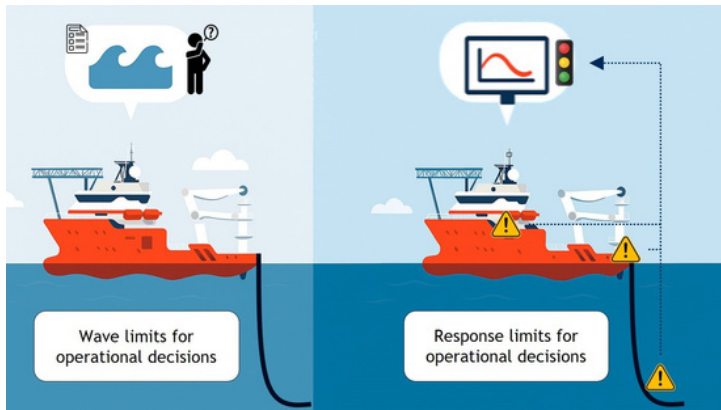 ?
Wave limits for
operational decisions
Response limits for
operational decisions
!
!
!